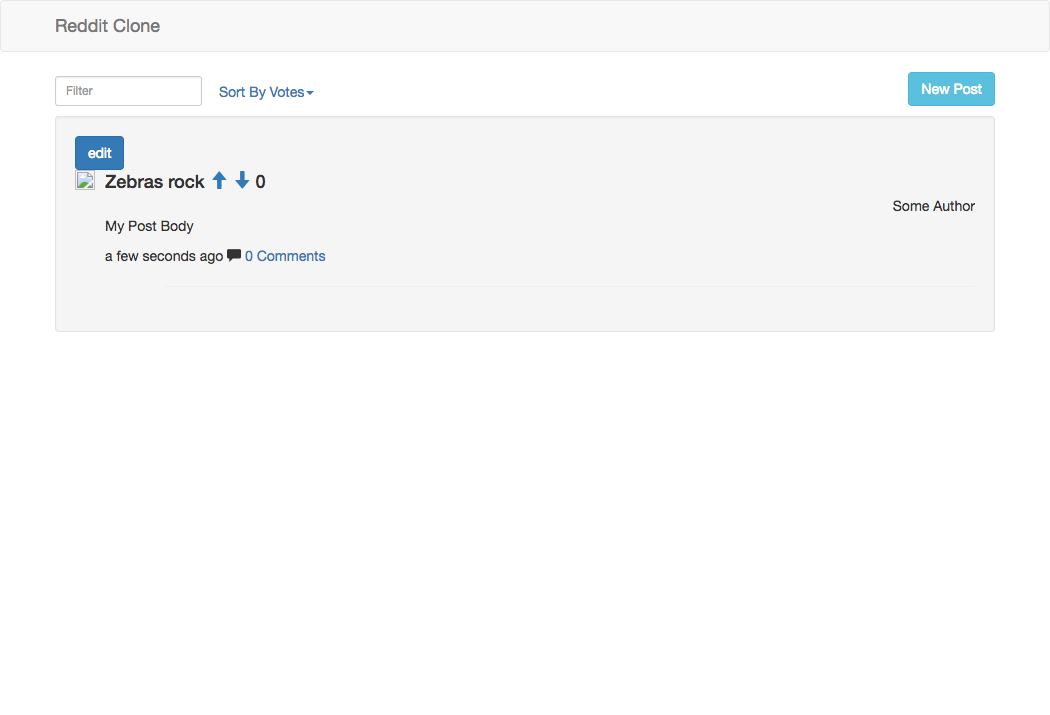 Reddit Clone
Filter
Sort By Votes
New Post
edit
Zebras rock 0
Some Author
My Post Body
a few seconds ago 0 Comments